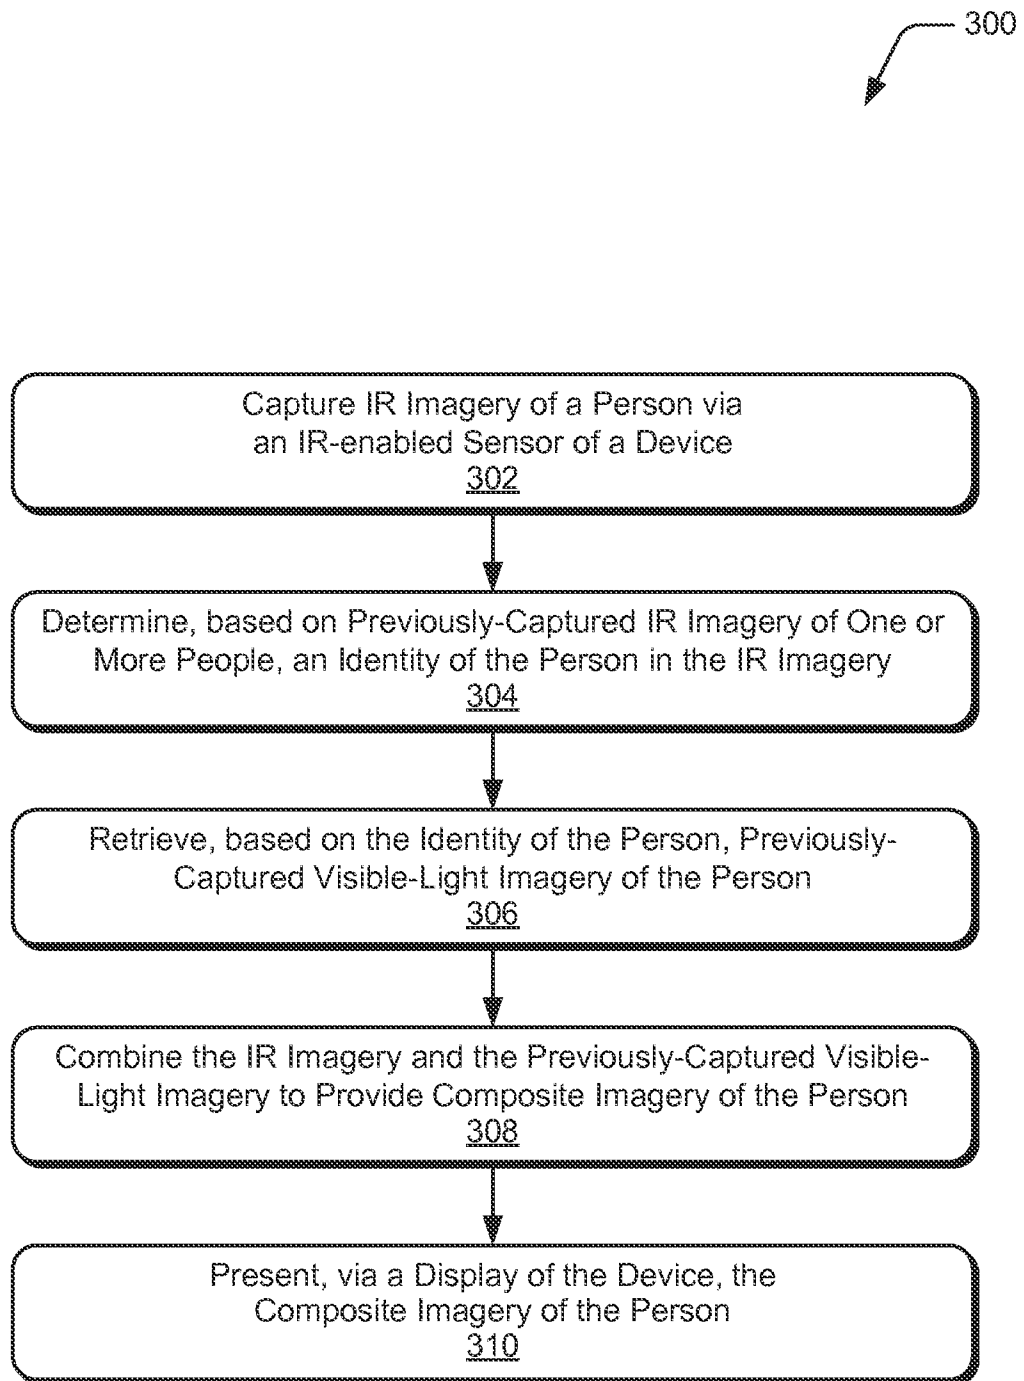 300
Capture IR Imagery of a Person via
an IR-enabled Sensor of a Device
302
Determine, based on Previously-Captured IR Imagery of One or
More People, an Identity of the Person in the IR Imagery
304
Retrieve, based on the Identity of the Person, Previously-
Captured Visible-Light Imagery of the Person
306
Combine the IR Imagery and the Previously-Captured Visible-
Light Imagery to Provide Composite Imagery of the Person
308
Present, via a Display of the Device, the
Composite Imagery of the Person
310